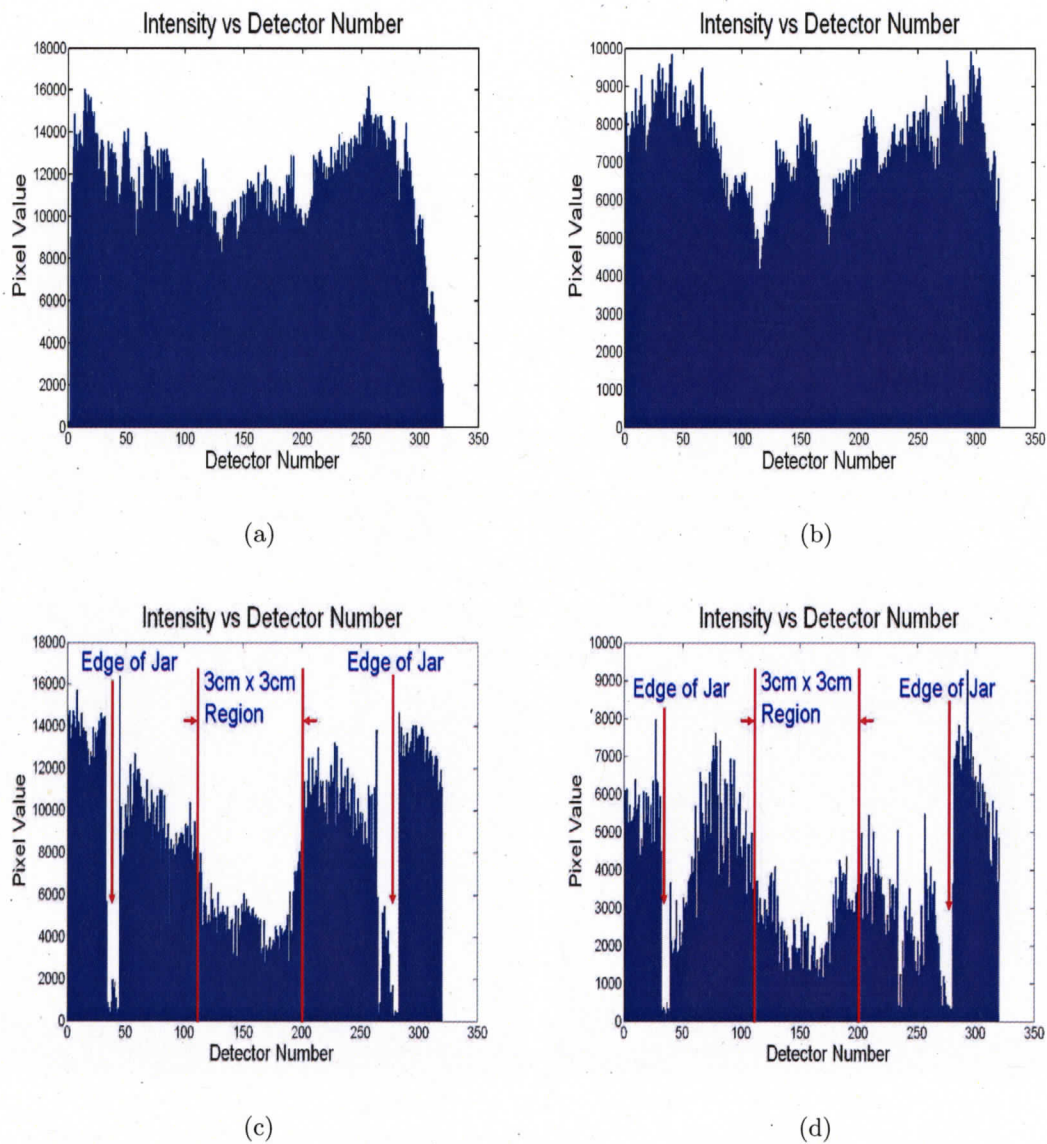 Intensity vs Detector Number
18000
16000
14000
12000
10000
8000
6000
4000
2000
0
Pixel Value
0 50 100 150 200 250 300 350
Detector Number
(a)
Intensity vs Detector Number
10000
9000
8000
7000
6000
5000
4000
3000
2000
1000
0
Pixel Value
0 50 100 150 200 250 300 350
Detector Number
(b)
Intensity vs Detector Number
18000
16000
14000
12000
10000
8000
6000
4000
2000
0
Pixel Value
Edge of Jar
3cm x 3cm
Region
Edge of Jar
0 50 100 150 200 250 300 350
Detector Number
(c)
Intensity vs Detector Number
10000
9000
8000
7000
6000
5000
4000
3000
2000
1000
0
Pixel Value
Edge of Jar
3cm x 3cm
Region
Edge of Jar
0 50 100 150 200 250 300 350
Detector Number
(d)